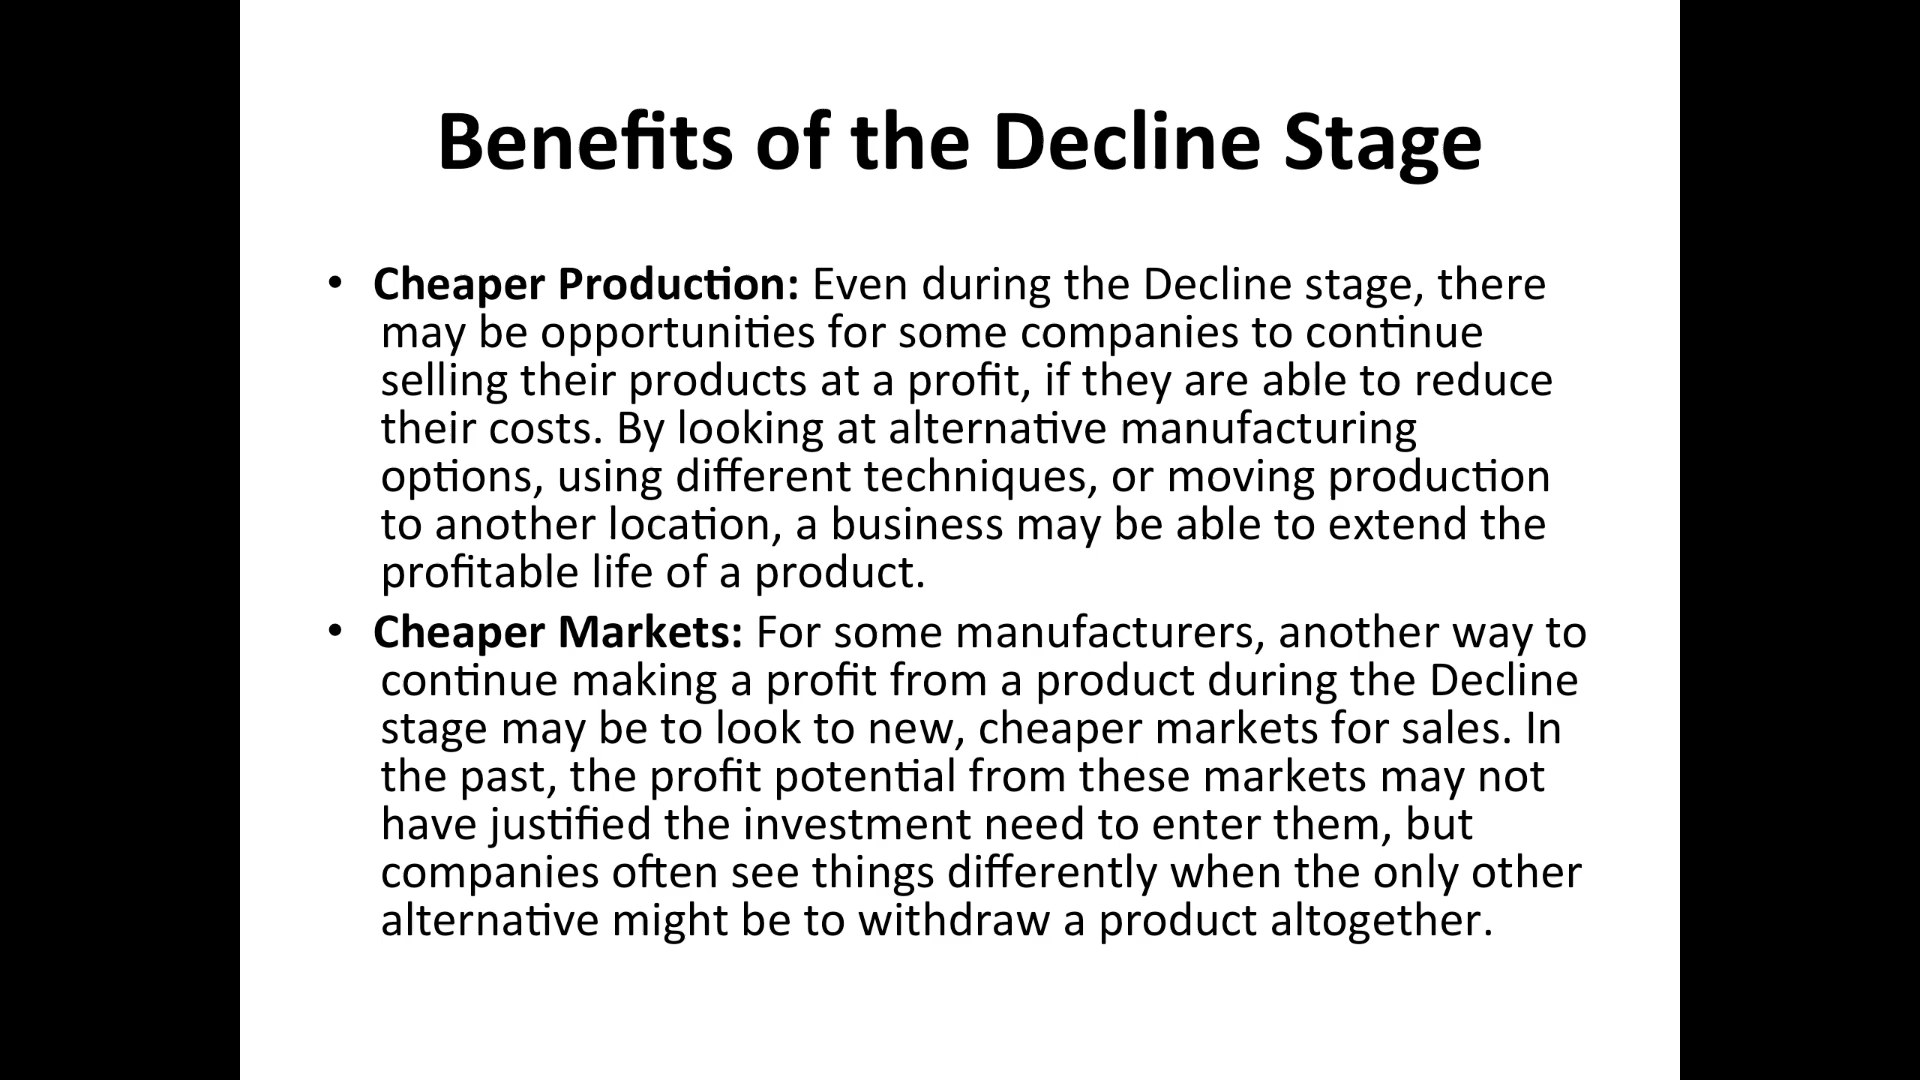 Benefits of the Decline Stage
• Cheaper Production: Even during the Decline stage, there
may be opportunities for some companies to continue
selling their products at a profit, if they are able to reduce
their costs. By looking at alternative manufacturing
options, using different techniques, or moving production
to another location, a business may be able to extend the
profitable life of a product.
• Cheaper Markets: For some manufacturers, another way to
continue making a profit from a product during the Decline
stage may be to look to new, cheaper markets for sales. In
the past, the profit potential from these markets may not
have justified the investment need to enter them, but
companies often see things differently when the only other
alternative might be to withdraw a product altogether.